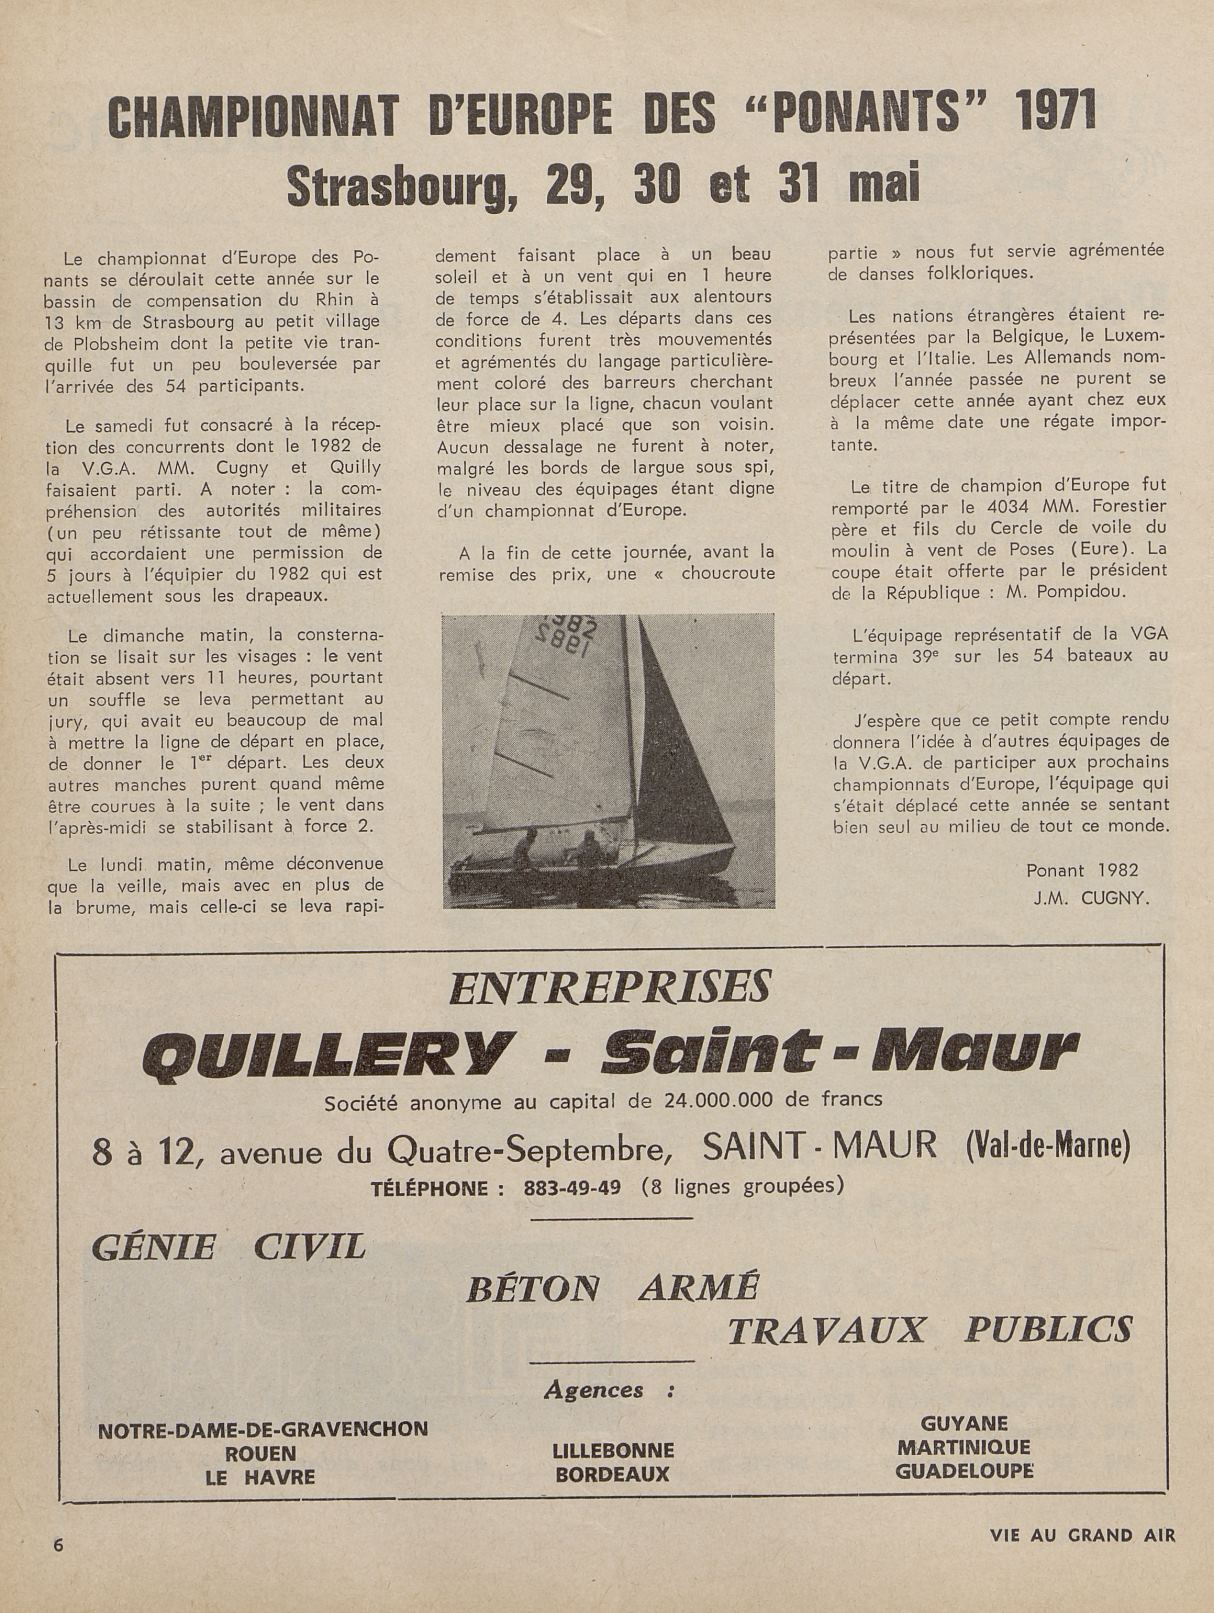 CHAMPIONNAT D'EUROPE DES “PONANTS” 1971
Strasbourg, 29, 30 et 31 mai
Le championnat d'Europe des Po-
nants se déroulait cette année sur le
bassin de compensation du Rhin à
13 km de Strasbourg au petit village
de Plobsheim dont la petite vie tran-
quille fut un peu bouleversée par
l'arrivée des 54 participants.
Le samedi fut consacré à la récep-
tion des concurrents dont le 1982 de
la V.G.A. MM. Cugny et Quilly
faisaient parti. A noter : la com-
préhension des autorités militaires
(un peu rétissante tout de même)
qui accordaient une permission de
5 jours à l'équipier du 1982 qui est
actuellement sous les drapeaux.
Le dimanche matin, la consterna-
tion se lisait sur les visages : le vent
était absent vers 11 heures, pourtant
un souffle se leva permettant au
jury, qui avait eu beaucoup de mal
à mettre la ligne de départ en place,
de donner le 1er départ. Les deux
autres manches purent quand même
être courues à la suite ; le vent dans
l'après-midi se stabilisant à force 2.
Le lundi matin, même déconvenue
que la veille, mais avec en plus de
la brume, mais celle-ci se leva rapi-
dement faisant place à un beau
soleil et à un vent qui en 1 heure
de temps s'établissait aux alentours
de force de 4. Les départs dans ces
conditions furent très mouvementés
et agrémentés du langage particulière-
ment coloré des barreurs cherchant
leur place sur la ligne, chacun voulant
être mieux placé que son voisin.
Aucun dessalage ne furent à noter,
malgré les bords de largue sous spi,
le niveau des équipages étant digne
d'un championnat d'Europe.
A la fin de cette journée, avant la
remise des prix, une « choucroute
1982
partie » nous fut servie agrémentée
de danses folkloriques.
Les nations étrangères étaient re-
présentées par la Belgique, le Luxem-
bourg et l'Italie. Les Allemands nom-
breux l'année passée ne purent se
déplacer cette année ayant chez eux
à la même date une régate impor-
tante.
Le titre de champion d'Europe fut
remporté par le 4034 MM. Forestier
père et fils du Cercle de voile du
moulin à vent de Poses (Eure). La
coupe était offerte par le président
de la République : M. Pompidou.
L'équipage représentatif de la VGA
termina 39e sur les 54 bateaux au
départ.
J'espère que ce petit compte rendu
donnera l'idée à d'autres équipages de
la V.G.A. de participer aux prochains
championnats d'Europe, l'équipage qui
s'était déplacé cette année se sentant
bien seul au milieu de tout ce monde.
Ponant 1982
J.M. CUGNY.
ENTREPRISES
QUILLERY - Saint-Maur
Société anonyme au capital de 24.000.000 de francs
8 à 12, avenue du Quatre-Septembre, SAINT-MAUR (Val-de-Marne)
TÉLÉPHONE : 883-49-49 (8 lignes groupées)
GÉNIE CIVIL
BÉTON ARMÉ
TRAVAUX PUBLICS
Agences :
NOTRE-DAME-DE-GRAVENCHON
ROUEN
LE HAVRE
LILLEBONNE
BORDEAUX
GUYANE
MARTINIQUE
GUADELOUPE
6
VIE AU GRAND AIR